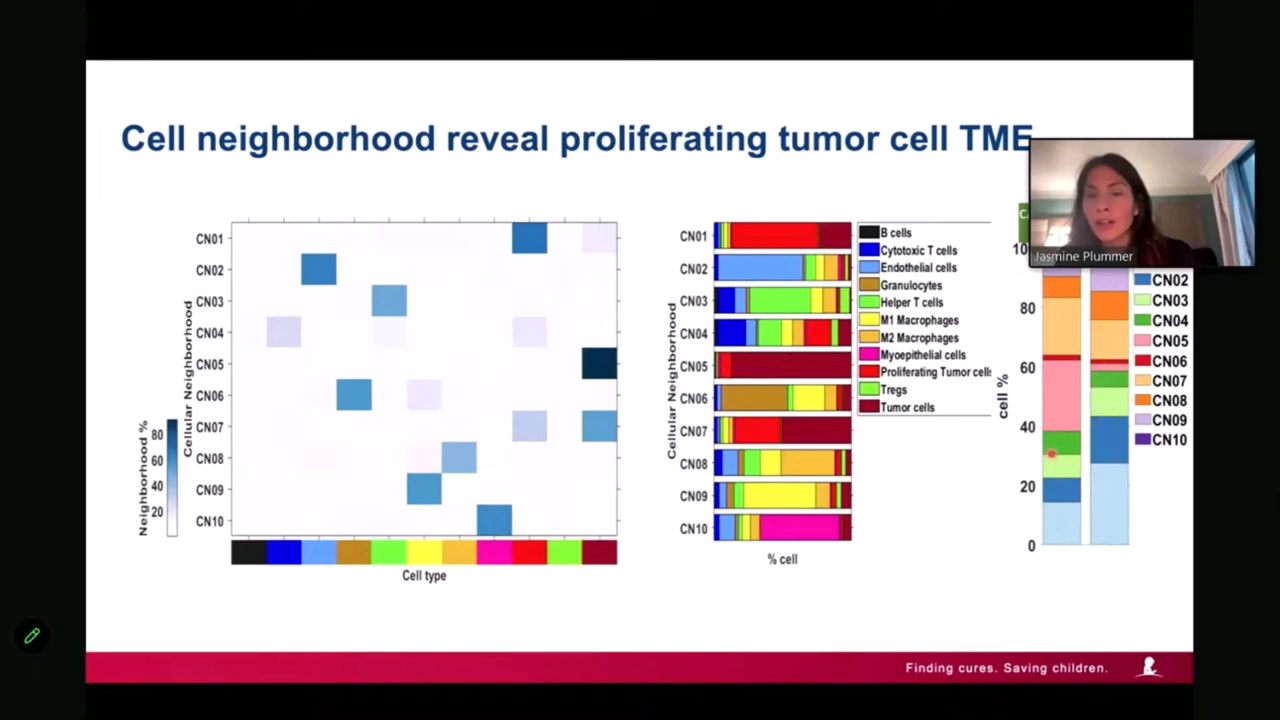 Cell neighborhood reveal proliferating tumor cell TME
Jasmine Plummer
CN01
CN02
CN03
CN04
CN05
CN06
CN07
CN08
CN09
CN10
Cellular Neighborhood
Neighborhood %
80
60
40
20
Cell type
CN01
CN02
CN03
CN04
CN05
CN06
CN07
CN08
CN09
CN10
Cellular Neighborhood
% cell
B cells
Cytotoxic T cells
Endothelial cells
Granulocytes
Helper T cells
M1 Macrophages
M2 Macrophages
Myoepithelial cells
Proliferating Tumor cells
Tregs
Tumor cells
cell %
10
80
60
40
20
0
CN02
CN03
CN04
CN05
CN06
CN07
CN08
CN09
CN10
Finding cures. Saving children.